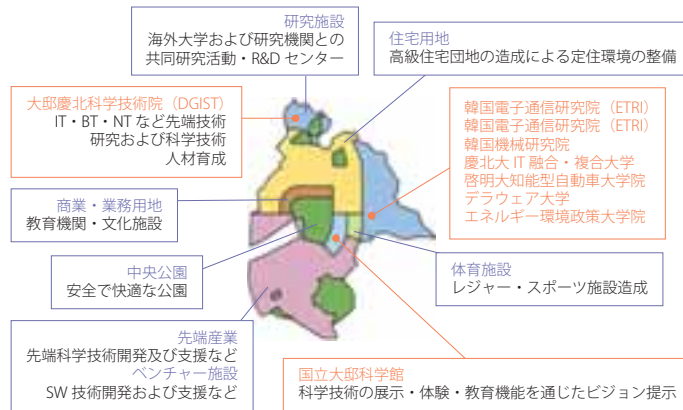 研究施設
海外大学および研究機関との
共同研究活動・R&D センター
住宅用地
高級住宅団地の造成による定住環境の整備
大邸慶北科学技術院（DGIST）
IT・BT・NT など先端技術
研究および科学技術
人材育成
韓国電子通信研究院（ETRI）
韓国電子通信研究院（ETRI）
韓国機械研究院
慶北大 IT 融合・複合大学
啓明大知能型自動車大学院
デラウェア大学
エネルギー環境政策大学院
商業・業務用地
教育機関・文化施設
中央公園
安全で快適な公園
体育施設
レジャー・スポーツ施設造成
先端産業
先端科学技術開発及び支援など
ベンチャー施設
SW 技術開発および支援など
国立大邸科学館
科学技術の展示・体験・教育機能を通じたビジョン提示